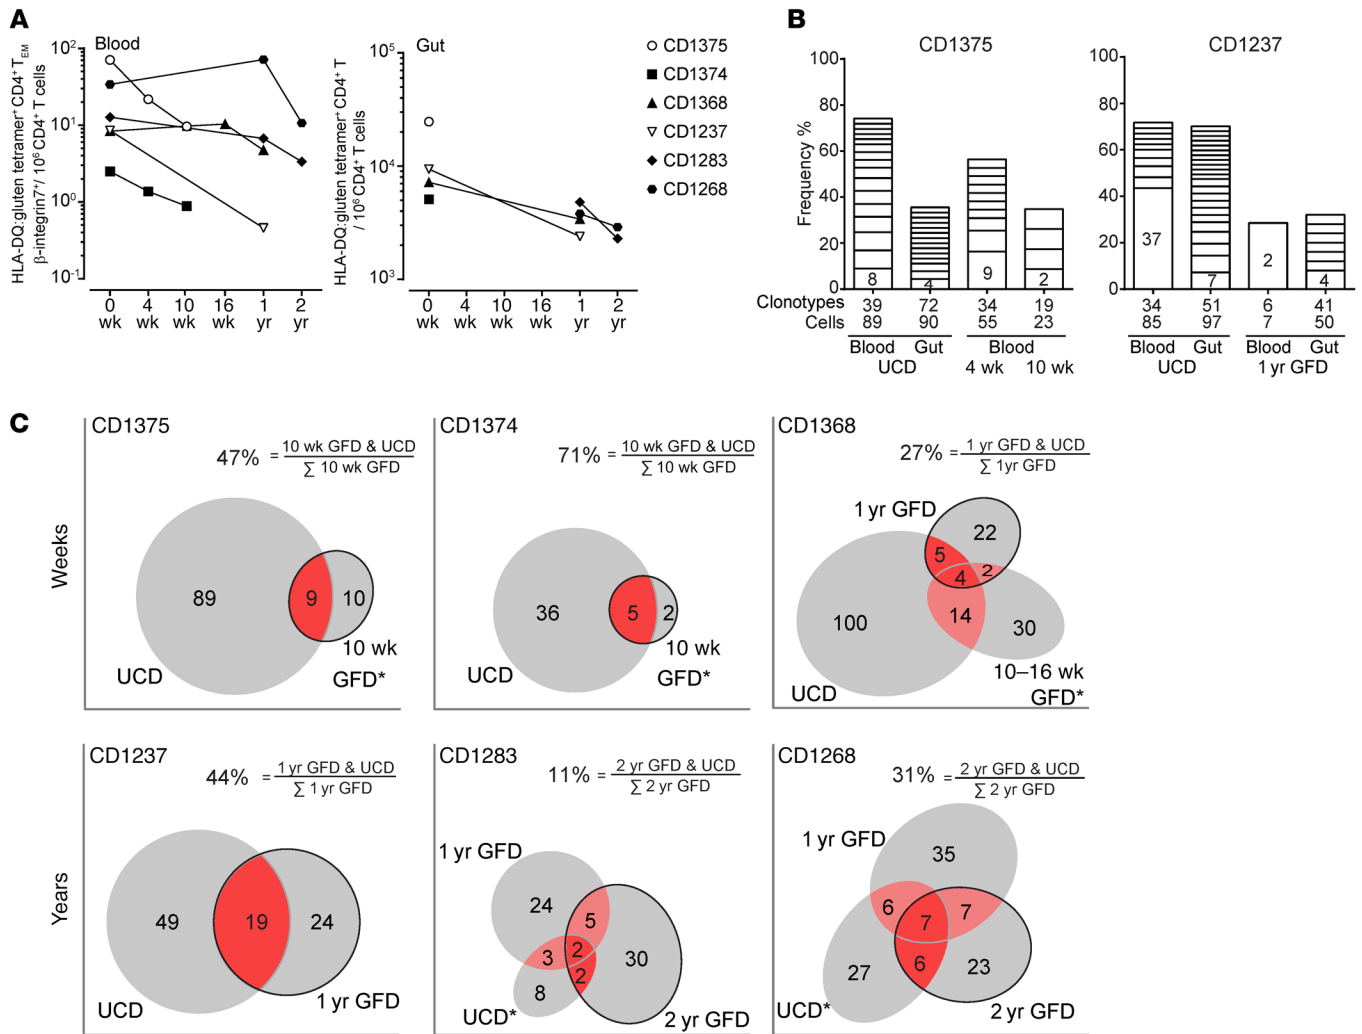 A
Blood
HLA-DQ:gluten tetramer⁺CD4⁺T_EM
β-integrin7⁺/ 10⁶ CD4⁺ T cells
10²
10¹
10⁰
10⁻¹
0 4 10 16 1 2
wk wk wk wk yr yr
Gut
HLA-DQ:gluten tetramer⁺ CD4⁺ T
/ 10⁶ CD4⁺ T cells
10⁵
10⁴
10³
0 4 10 16 1 2
wk wk wk wk yr yr
CD1375
CD1374
CD1368
CD1237
CD1283
CD1268
B
CD1375
Frequency %
100
80
60
40
20
0
8 4 9 2
Clonotypes 39 72 34 19
Cells 89 90 55 23
Blood Gut Blood
UCD 4 wk 10 wk
CD1237
100
80
60
40
20
0
37 7 2 4
34 51 6 41
85 97 7 50
Blood Gut Blood Gut
UCD 1 yr GFD
C
Weeks
CD1375
47% = 10 wk GFD & UCD
∑ 10 wk GFD
89 9 10
10 wk
UCD GFD*
CD1374
71% = 10 wk GFD & UCD
∑ 10 wk GFD
36 5 2
10 wk
UCD GFD*
CD1368
27% = 1 yr GFD & UCD
∑ 1yr GFD
1 yr GFD
22
5
4 2
14
100 30
10–16 wk
UCD GFD*
Years
CD1237
44% = 1 yr GFD & UCD
∑ 1 yr GFD
49 19 24
UCD 1 yr GFD
CD1283
11% = 2 yr GFD & UCD
∑ 2 yr GFD
1 yr GFD
24 5
3 2 30
2
8
UCD* 2 yr GFD
CD1268
31% = 2 yr GFD & UCD
∑ 2 yr GFD
1 yr GFD
35
6 7 7
27 6 23
UCD* 2 yr GFD